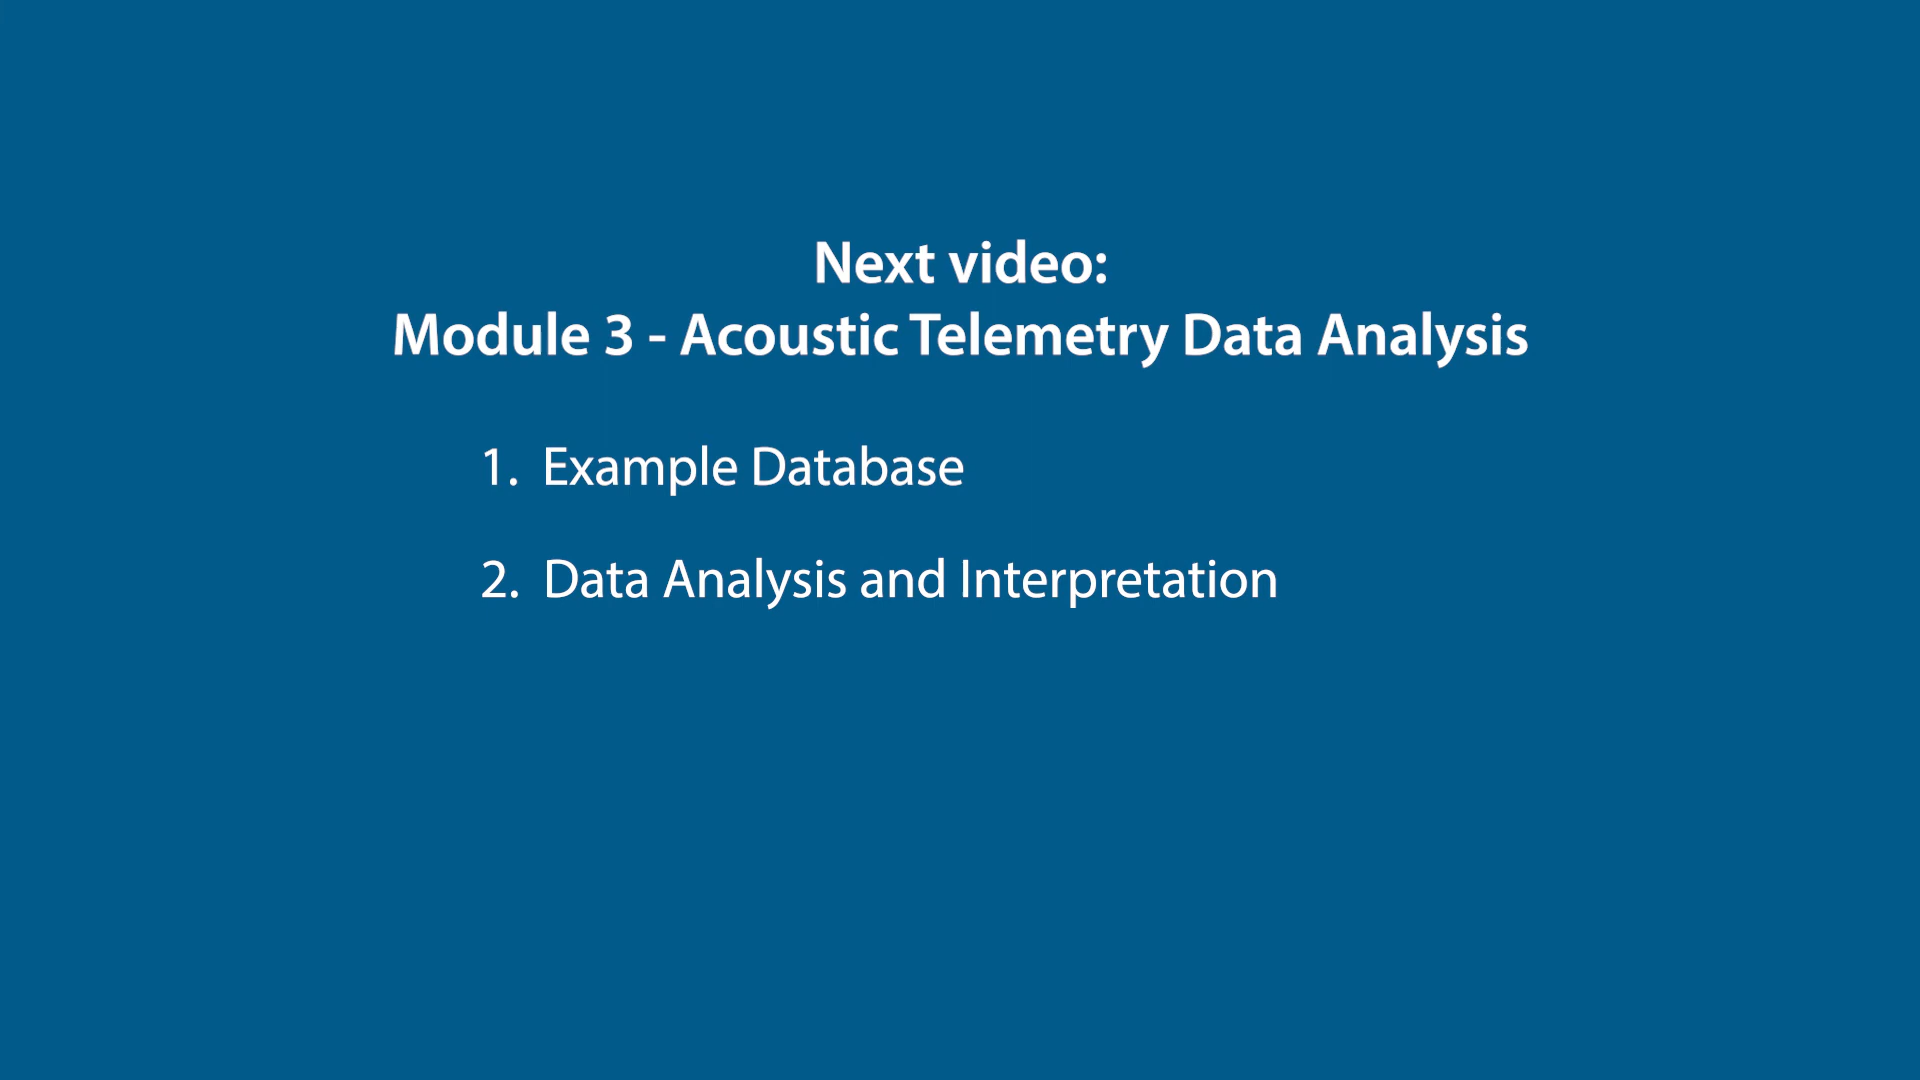 Next video:
Module 3 - Acoustic Telemetry Data Analysis
1. Example Database
2. Data Analysis and Interpretation